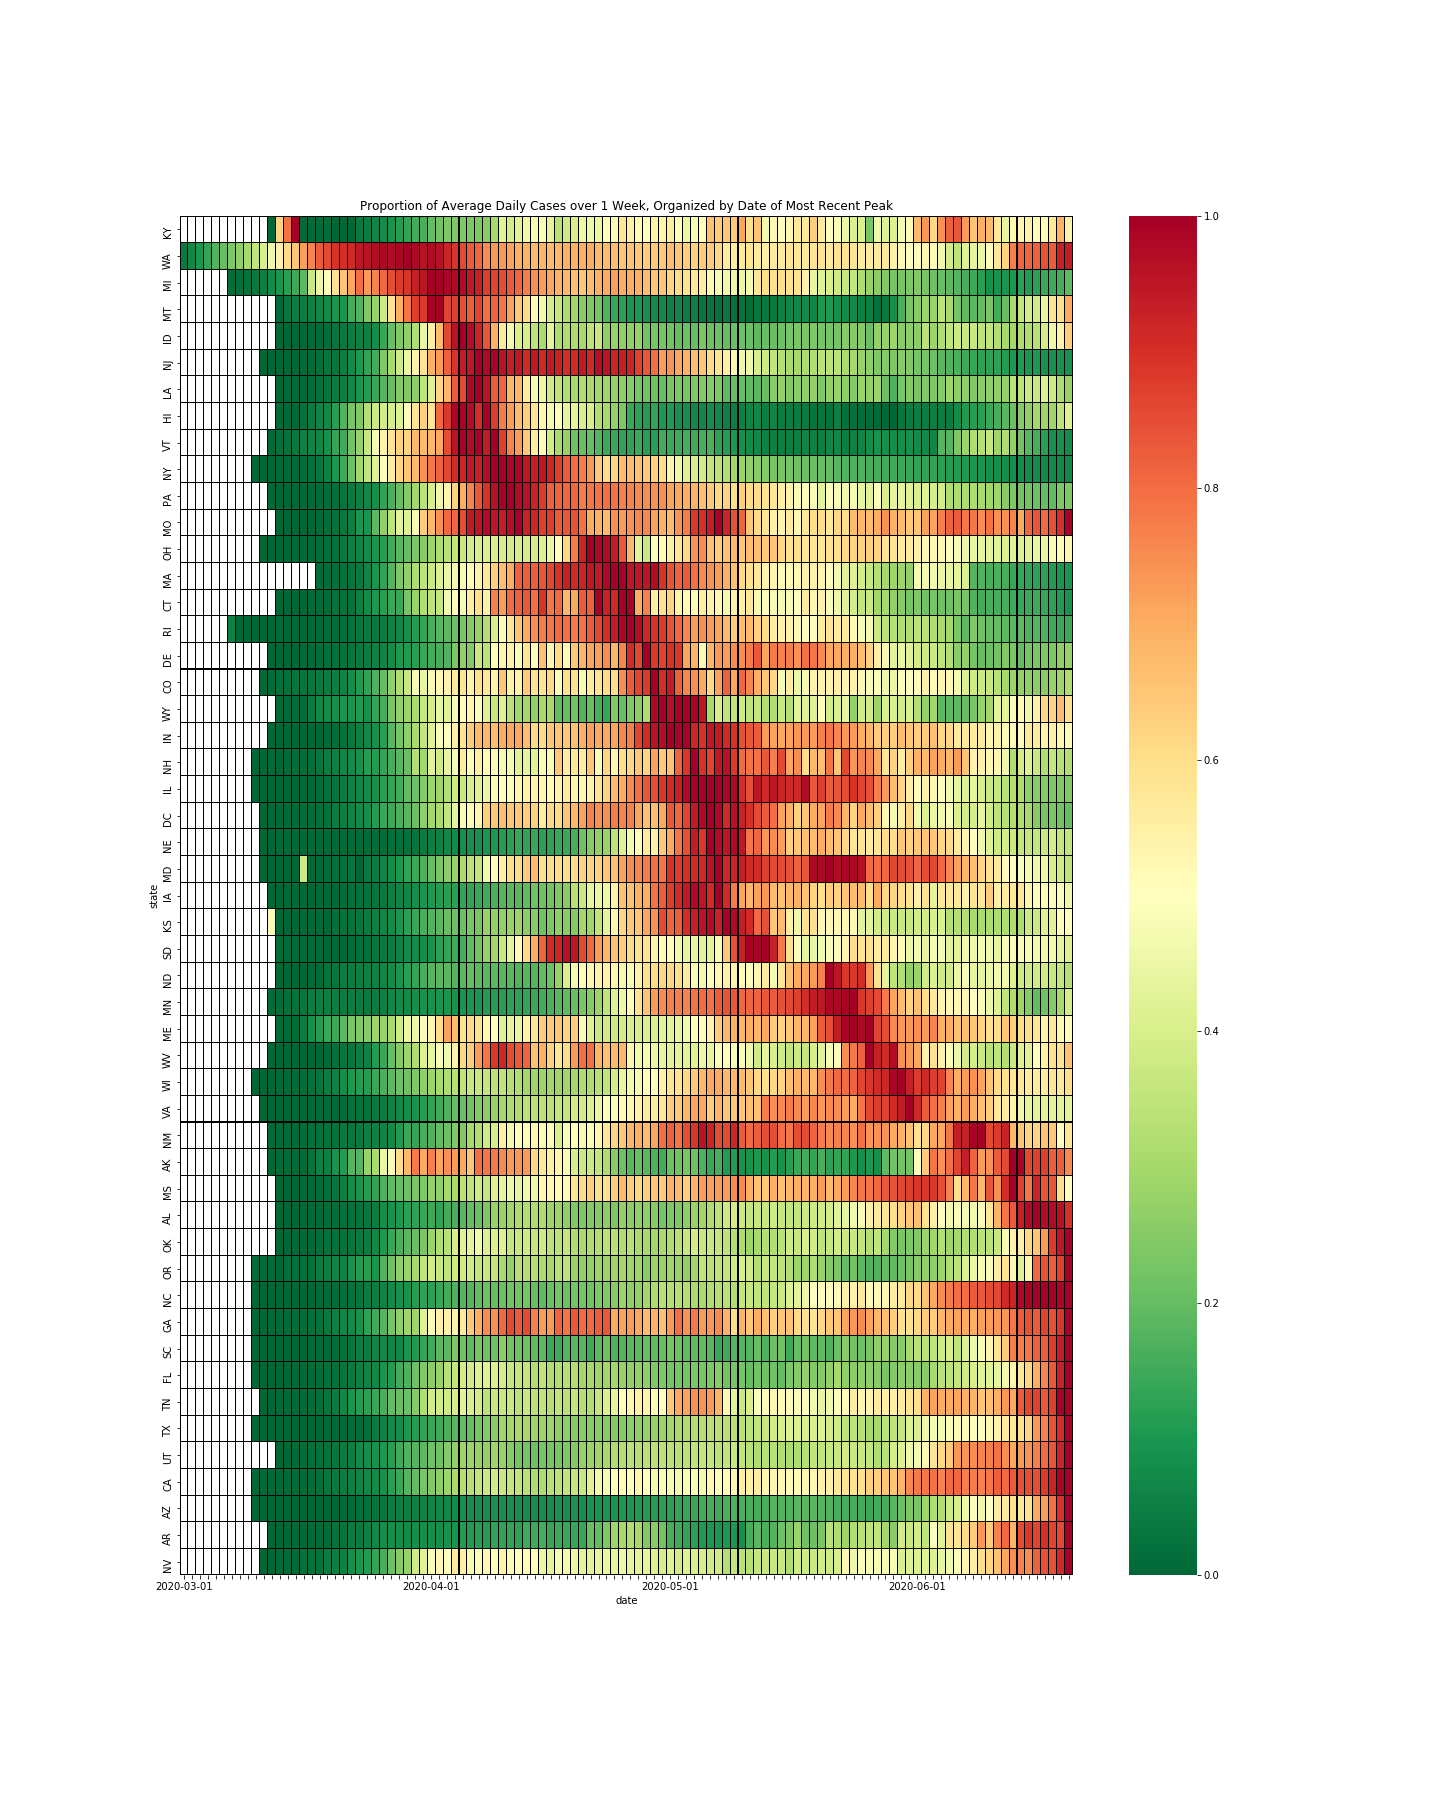 Proportion of Average Daily Cases over 1 Week, Organized by Date of Most Recent Peak
state
KY
WA
MI
MT
ID
NJ
LA
HI
VT
NY
PA
MO
OH
MA
CT
RI
DE
CO
WY
IN
NH
IL
DC
NE
MD
IA
KS
SD
ND
MN
ME
WV
WI
VA
NM
AK
MS
AL
OK
OR
NC
GA
SC
FL
TN
TX
UT
CA
AZ
AR
NV
2020-03-01 2020-04-01 2020-05-01 2020-06-01
date
1.0
0.8
0.6
0.4
0.2
0.0